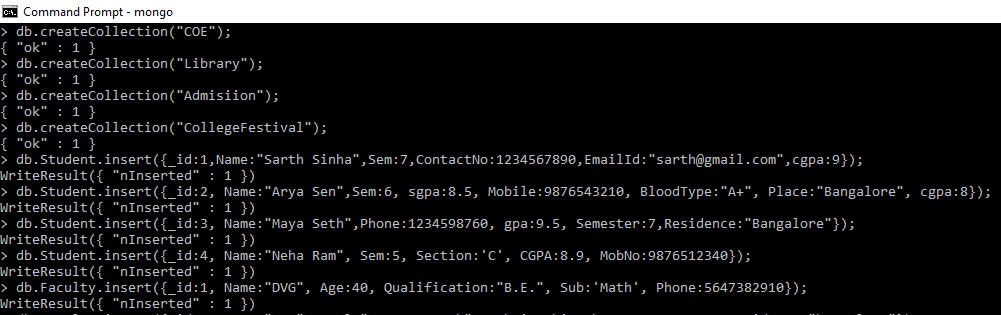 Command Prompt - mongo
> db.createCollection("COE");
{ "ok" : 1 }
> db.createCollection("Library");
{ "ok" : 1 }
> db.createCollection("Admisiion");
{ "ok" : 1 }
> db.createCollection("CollegeFestival");
{ "ok" : 1 }
> db.Student.insert({_id:1,Name:"Sarth Sinha",Sem:7,ContactNo:1234567890,EmailId:"sarth@gmail.com",cgpa:9});
WriteResult({ "nInserted" : 1 })
> db.Student.insert({_id:2, Name:"Arya Sen",Sem:6, sgpa:8.5, Mobile:9876543210, BloodType:"A+", Place:"Bangalore", cgpa:8});
WriteResult({ "nInserted" : 1 })
> db.Student.insert({_id:3, Name:"Maya Seth",Phone:1234598760, gpa:9.5, Semester:7,Residence:"Bangalore"});
WriteResult({ "nInserted" : 1 })
> db.Student.insert({_id:4, Name:"Neha Ram", Sem:5, Section:'C', CGPA:8.9, MobNo:9876512340});
WriteResult({ "nInserted" : 1 })
> db.Faculty.insert({_id:1, Name:"DVG", Age:40, Qualification:"B.E.", Sub:'Math', Phone:5647382910});
WriteResult({ "nInserted" : 1 })